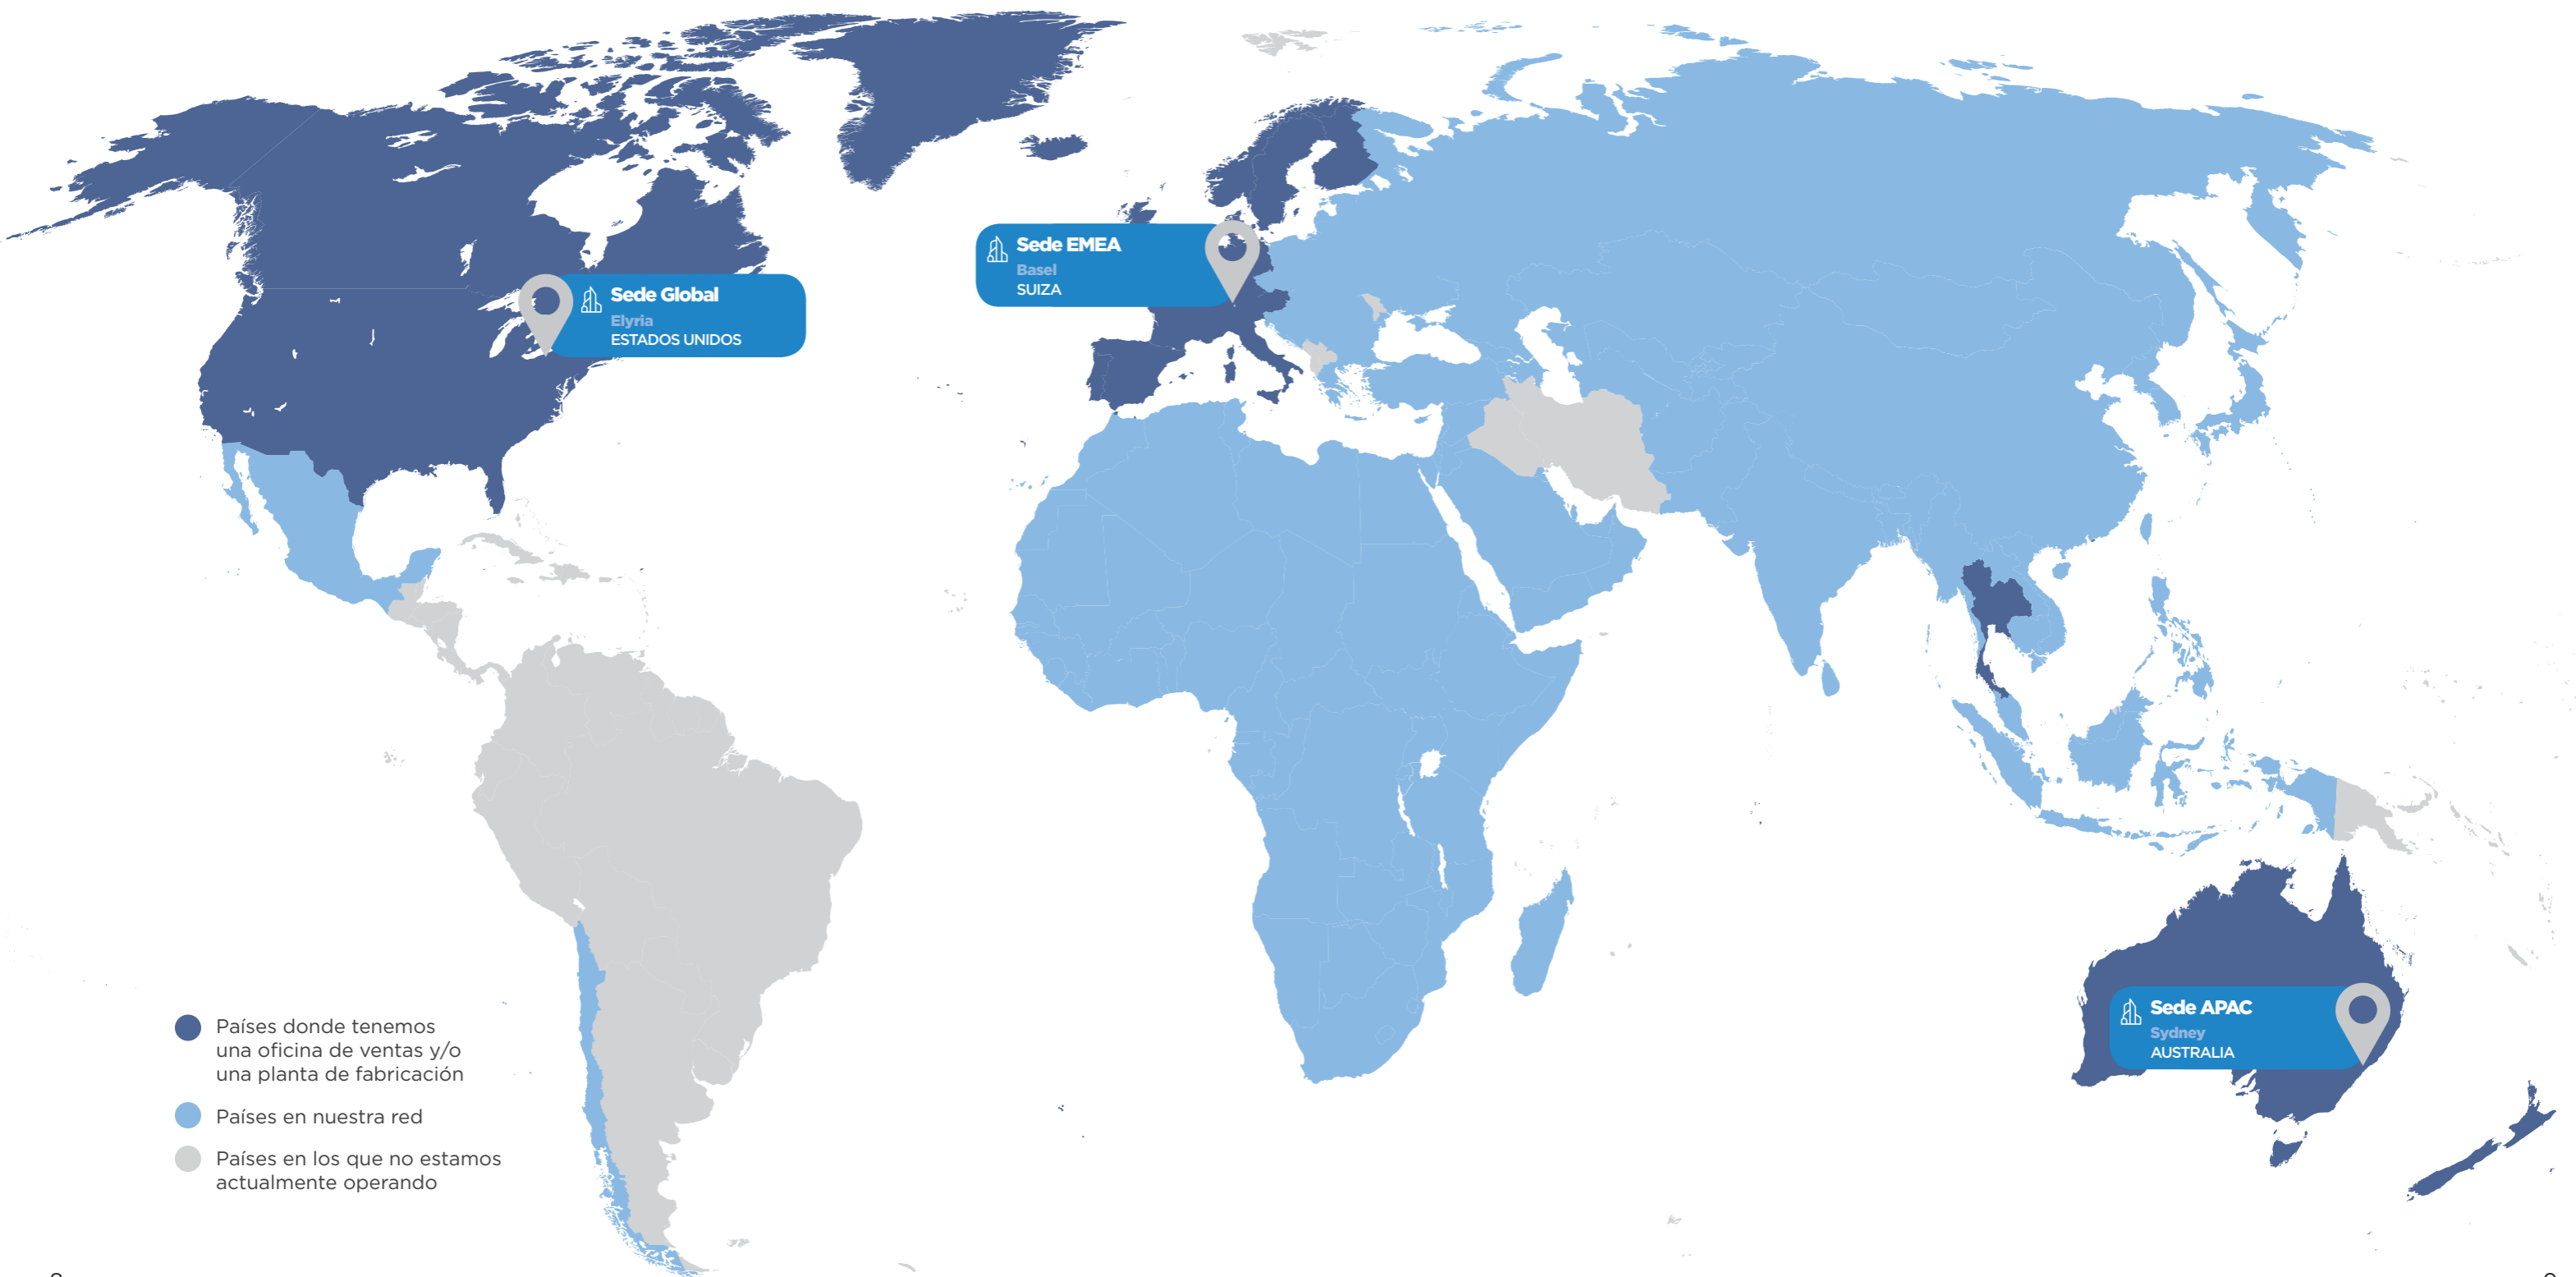 Sede Global
Elyria
ESTADOS UNIDOS
Sede EMEA
Basel
SUIZA
Sede APAC
Sydney
AUSTRALIA
Países donde tenemos
una oficina de ventas y/o
una planta de fabricación
Países en nuestra red
Países en los que no estamos
actualmente operando